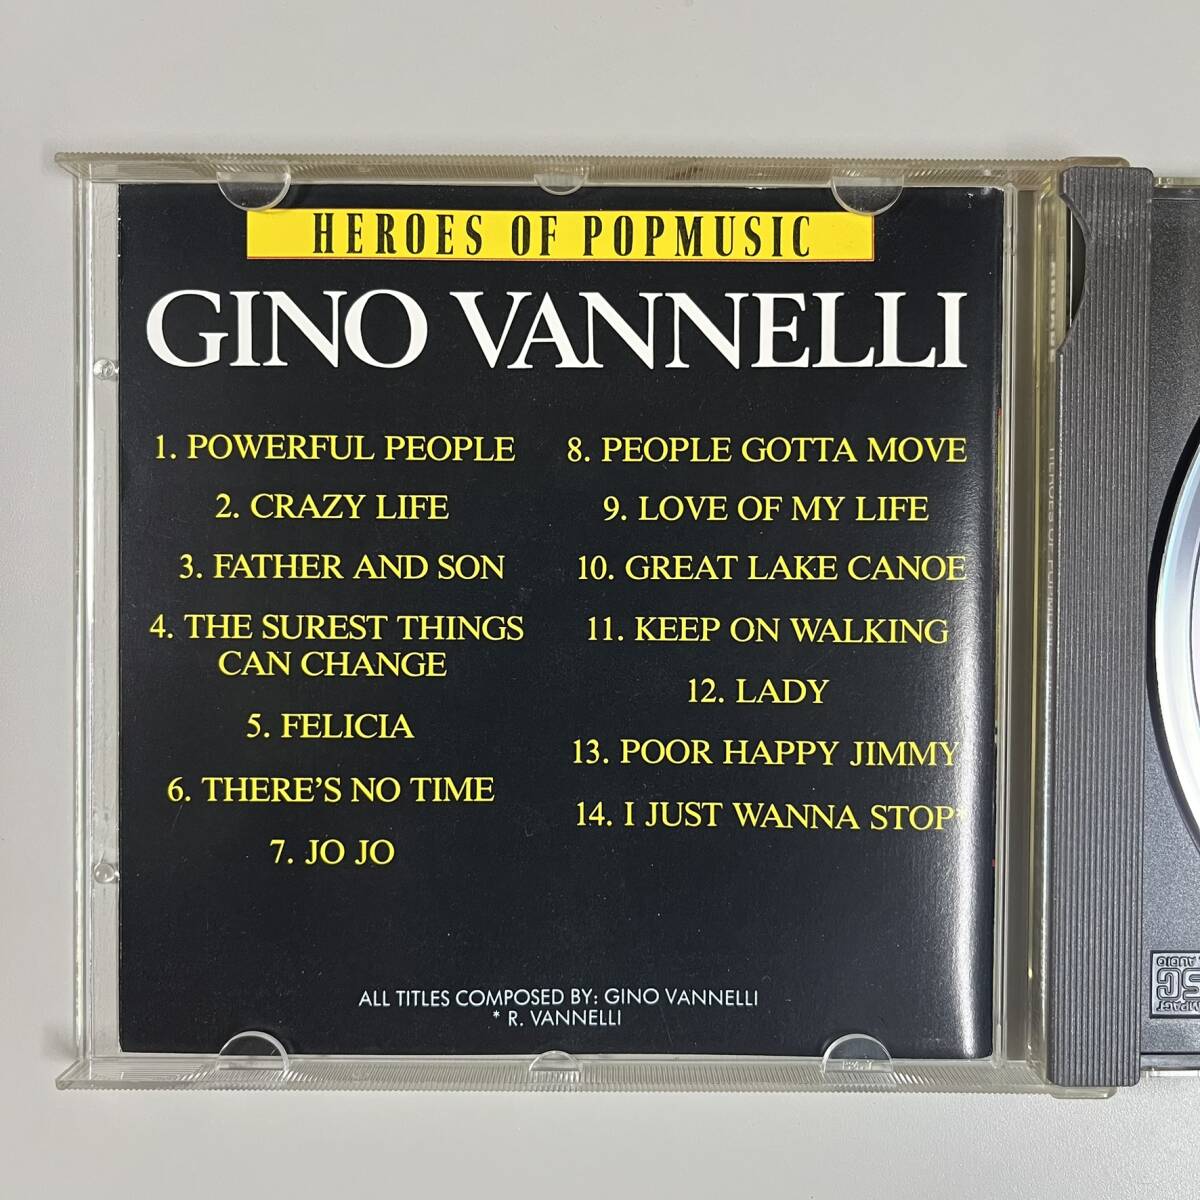 HEROES OF POPMUSIC
GINO VANNELLI
1. POWERFUL PEOPLE
2. CRAZY LIFE
3. FATHER AND SON
4. THE SUREST THINGS
CAN CHANGE
5. FELICIA
6. THERE'S NO TIME
7. JO JO
8. PEOPLE GOTTA MOVE
9. LOVE OF MY LIFE
10. GREAT LAKE CANOE
11. KEEP ON WALKING
12. LADY
13. POOR HAPPY JIMMY
14. I JUST WANNA STOP*
ALL TITLES COMPOSED BY: GINO VANNELLI
* R. VANNELLI
HEROES OF POPMUSIC